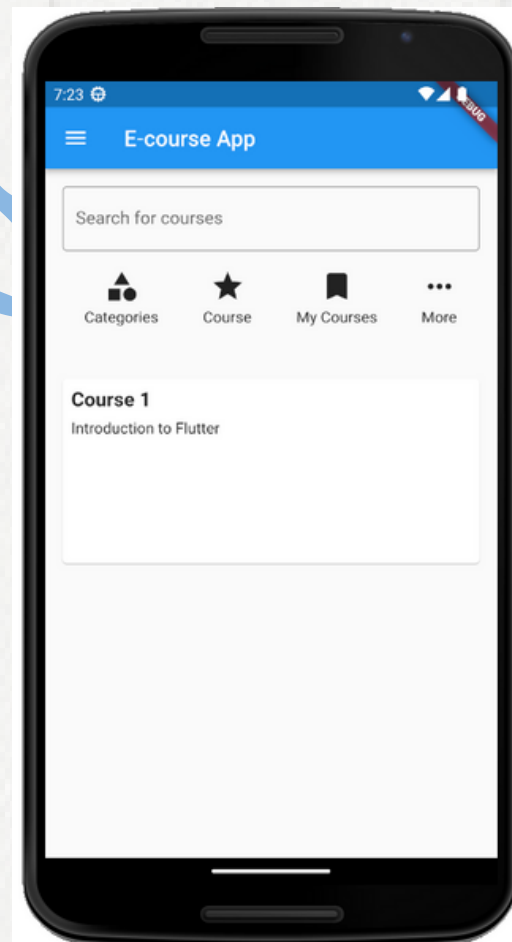 7:23
DEBUG
E-course App
Search for courses
Categories Course My Courses More
Course 1
Introduction to Flutter